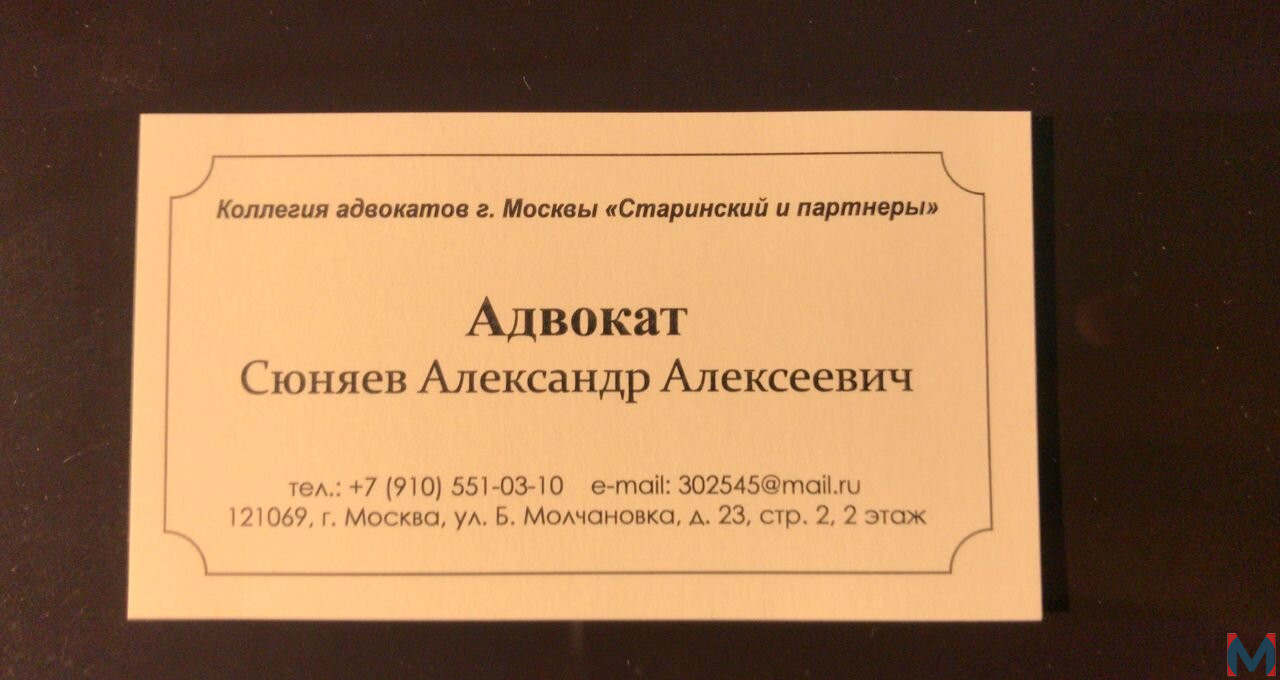 Коллегия адвокатов г. Москвы «Старинский и партнеры»
Адвокат
Сюняев Александр Алексеевич
тел.: +7 (910) 551-03-10 e-mail: 302545@mail.ru
121069, г. Москва, ул. Б. Молчановка, д. 23, стр. 2, 2 этаж
M